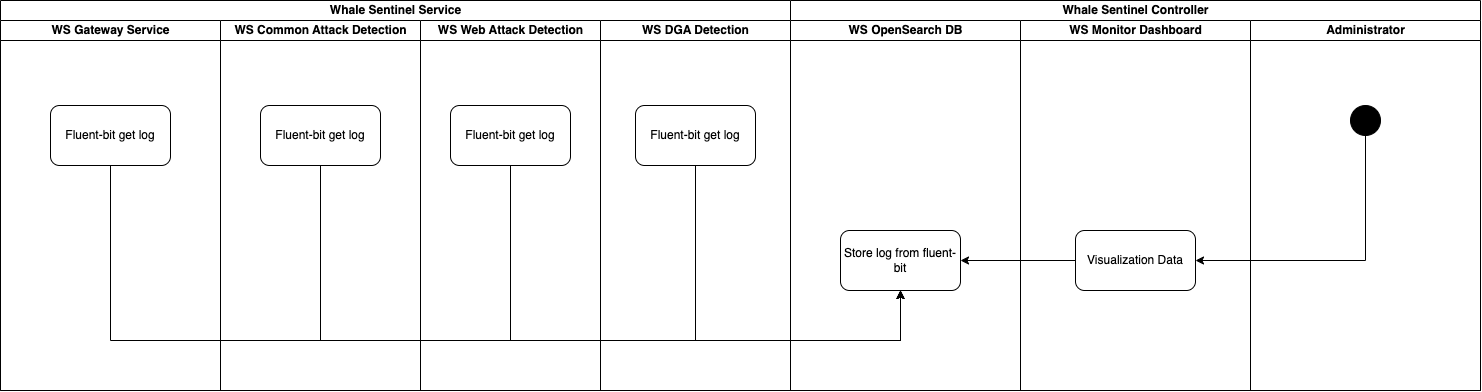 Whale Sentinel Service
Whale Sentinel Controller
WS Gateway Service
WS Common Attack Detection
WS Web Attack Detection
WS DGA Detection
WS OpenSearch DB
WS Monitor Dashboard
Administrator
Fluent-bit get log
Fluent-bit get log
Fluent-bit get log
Fluent-bit get log
Store log from fluent-
bit
Visualization Data